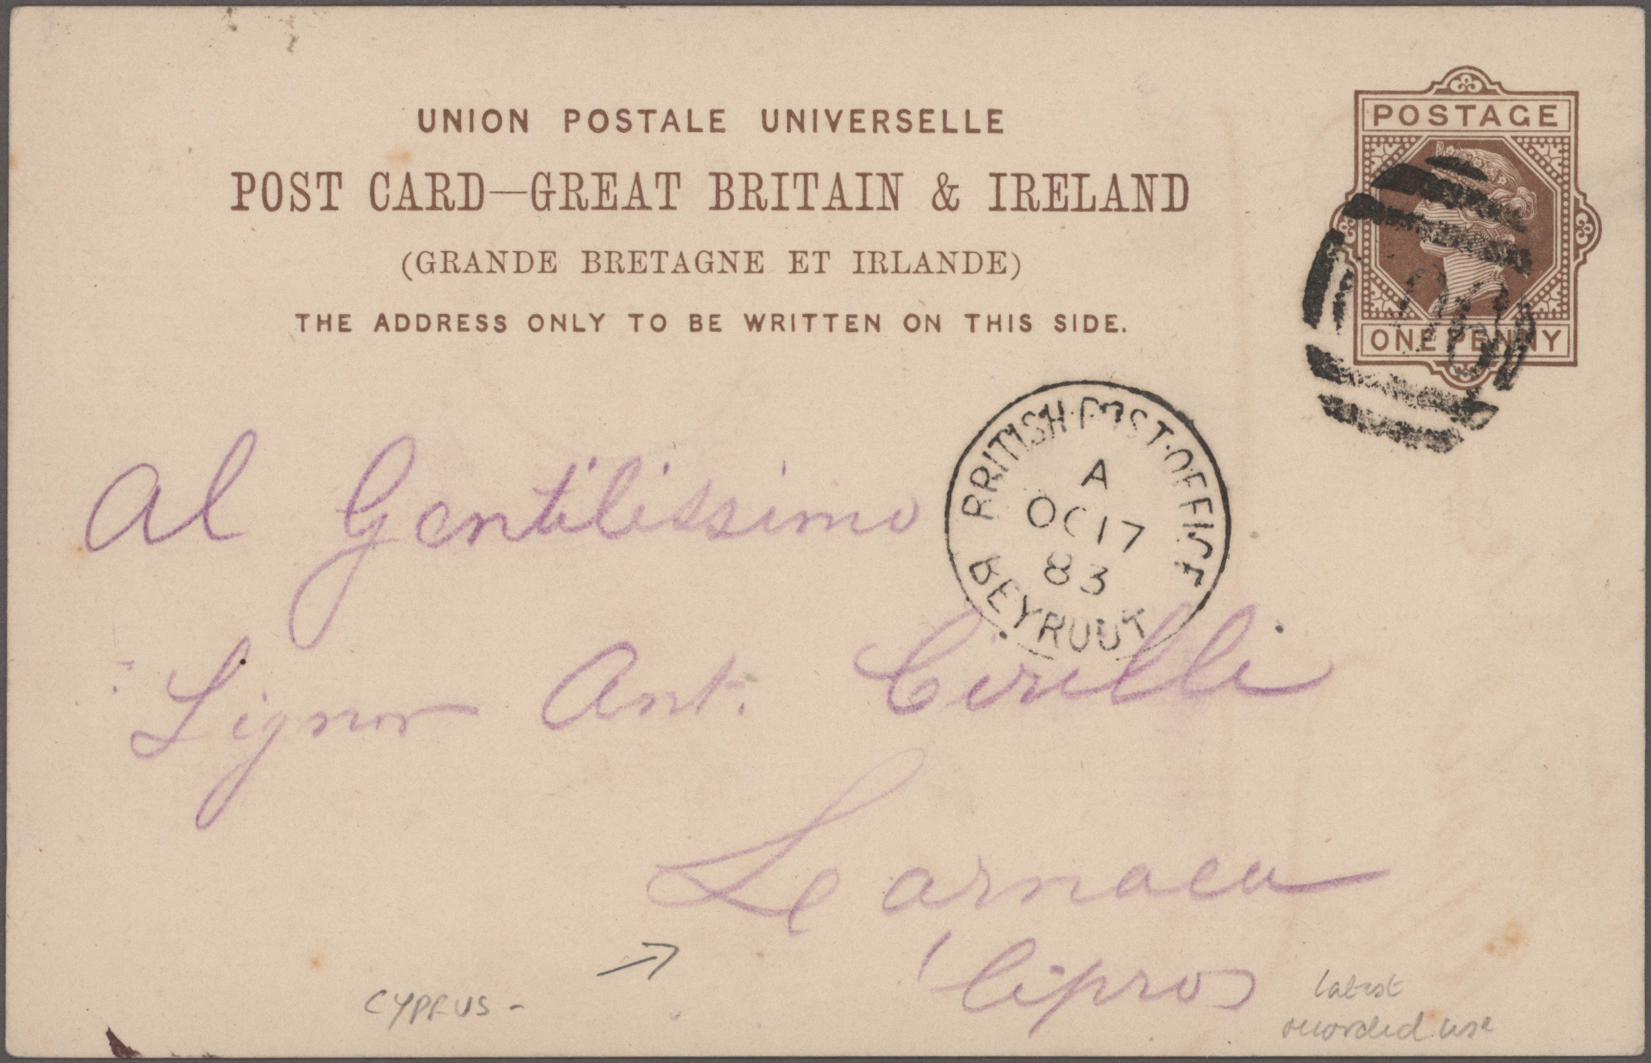 UNION POSTALE UNIVERSELLE
POST CARD—GREAT BRITAIN & IRELAND
(GRANDE BRETAGNE ET IRLANDE)
THE ADDRESS ONLY TO BE WRITTEN ON THIS SIDE.
POSTAGE
ONE PENNY
BRITISH·POST·OFFICE
A
OC 17
83
BEYROUT
Al Gentilissimo
Signor Ant. Cirilli
Larnaca
Cipros
CYPRUS -
latest
recorded use